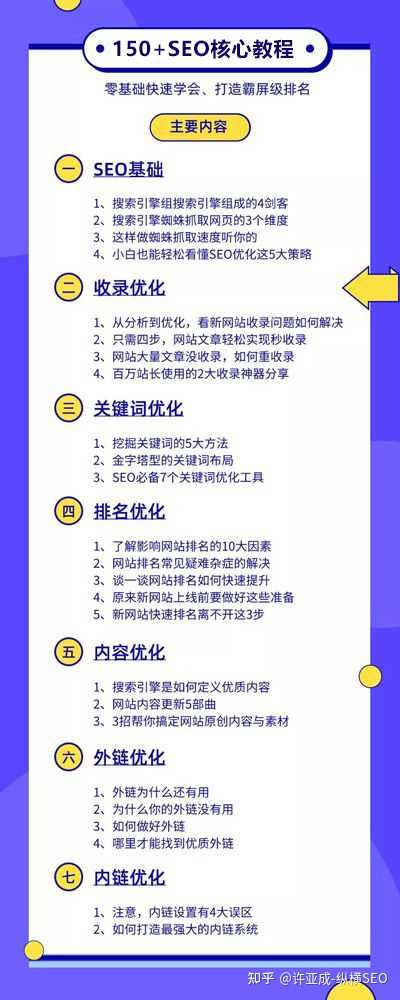 150+SEO核心教程
零基础快速学会、打造霸屏级排名
主要内容
一 SEO基础
1、搜索引擎组搜索引擎组成的4剑客
2、搜索引擎蜘蛛抓取网页的3个维度
3、这样做蜘蛛抓取速度听你的
4、小白也能轻松看懂SEO优化这5大策略
二 收录优化
1、从分析到优化，看新网站收录问题如何解决
2、只需四步，网站文章轻松实现秒收录
3、网站大量文章没收录，如何重收录
4、百万站长使用的2大收录神器分享
三 关键词优化
1、挖掘关键词的5大方法
2、金字塔型的关键词布局
3、SEO必备7个关键词优化工具
四 排名优化
1、了解影响网站排名的10大因素
2、网站排名常见疑难杂症的解决
3、谈一谈网站排名如何快速提升
4、原来新网站上线前要做好这些准备
5、新网站快速排名离不开这3步
五 内容优化
1、搜索引擎是如何定义优质内容
2、网站内容更新5部曲
3、3招帮你搞定网站原创内容与素材
六 外链优化
1、外链为什么还有用
2、为什么你的外链没有用
3、如何做好外链
4、哪里才能找到优质外链
七 内链优化
1、注意，内链设置有4大误区
2、如何打造最强大的内链系统
知乎 @许亚成-纵横SEO